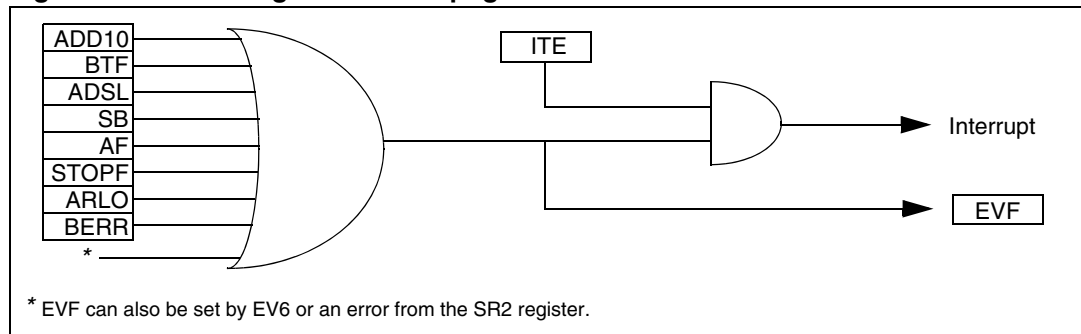 ADD10
BTF
ADSL
SB
AF
STOPF
ARLO
BERR
*
ITE
Interrupt
EVF
* EVF can also be set by EV6 or an error from the SR2 register.